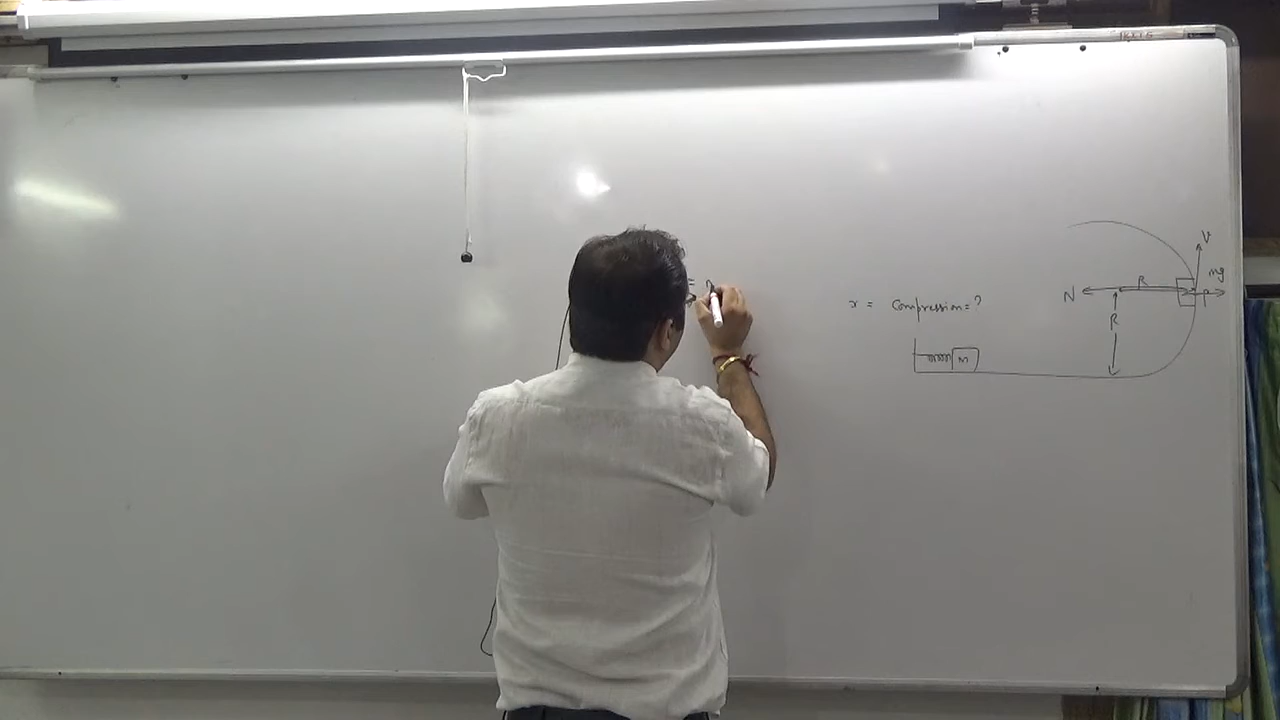 V
mg
R
N
P
R
x = Compression = ?
m
=